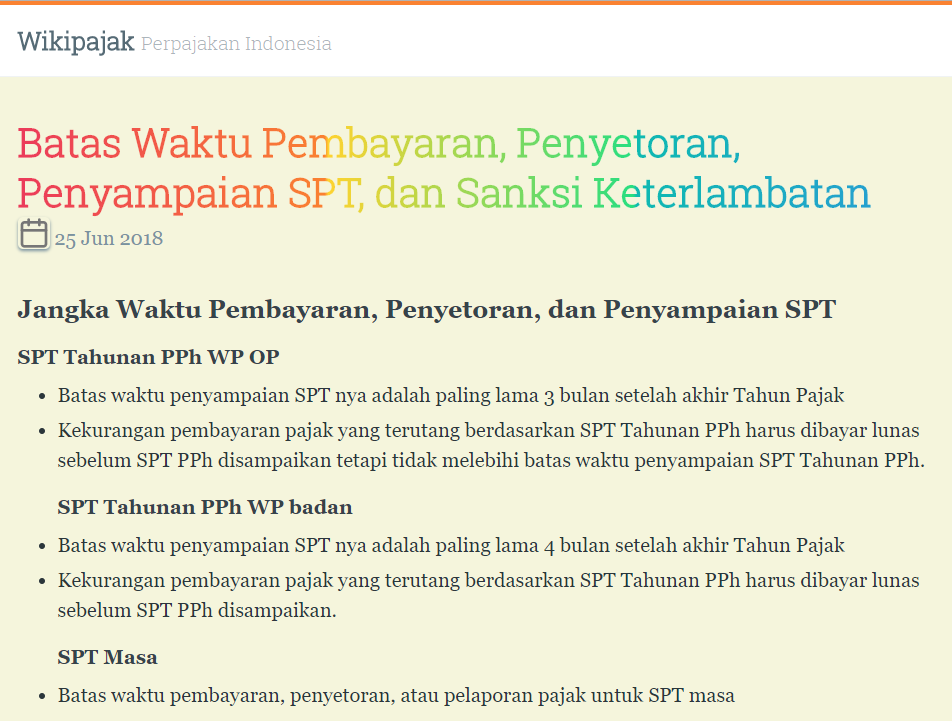 Wikipajak Perpajakan Indonesia
Batas Waktu Pembayaran, Penyetoran,
Penyampaian SPT, dan Sanksi Keterlambatan
25 Jun 2018
Jangka Waktu Pembayaran, Penyetoran, dan Penyampaian SPT
SPT Tahunan PPh WP OP
• Batas waktu penyampaian SPT nya adalah paling lama 3 bulan setelah akhir Tahun Pajak
• Kekurangan pembayaran pajak yang terutang berdasarkan SPT Tahunan PPh harus dibayar lunas
sebelum SPT PPh disampaikan tetapi tidak melebihi batas waktu penyampaian SPT Tahunan PPh.
SPT Tahunan PPh WP badan
• Batas waktu penyampaian SPT nya adalah paling lama 4 bulan setelah akhir Tahun Pajak
• Kekurangan pembayaran pajak yang terutang berdasarkan SPT Tahunan PPh harus dibayar lunas
sebelum SPT PPh disampaikan.
SPT Masa
• Batas waktu pembayaran, penyetoran, atau pelaporan pajak untuk SPT masa